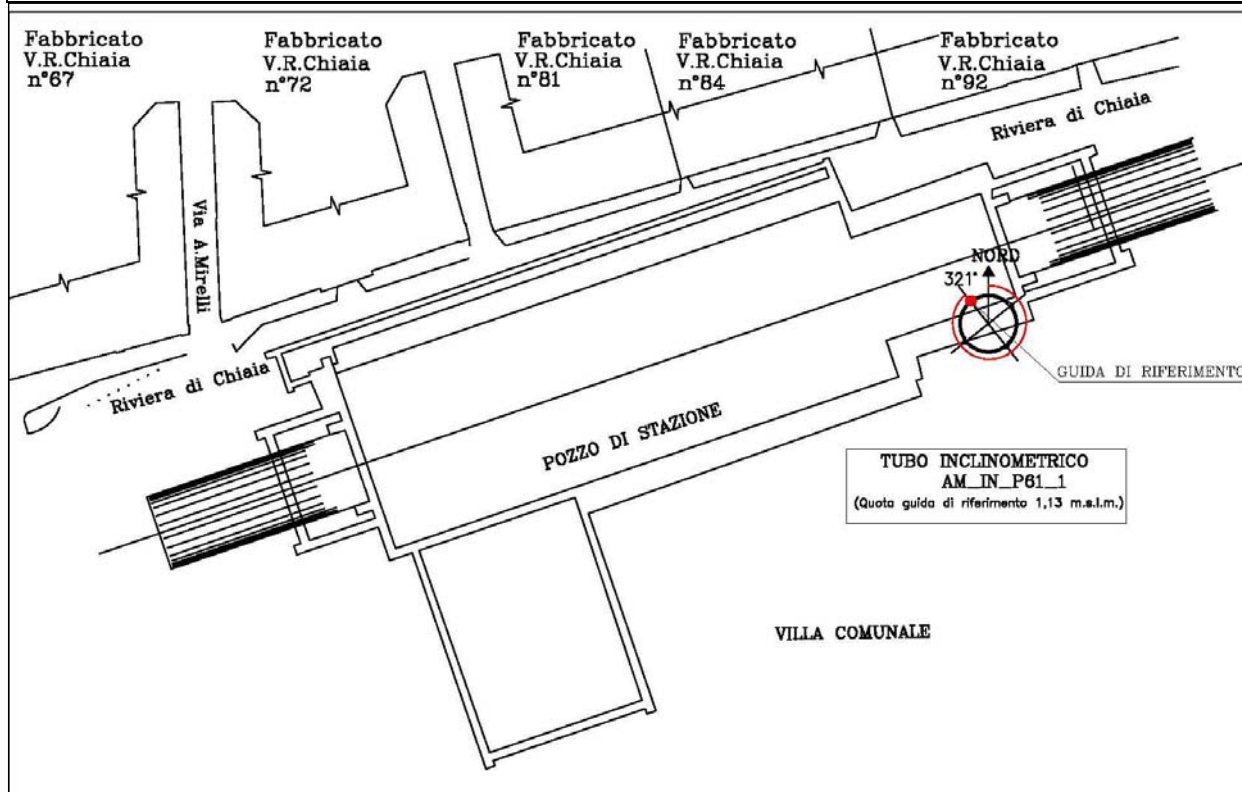 Fabbricato
V.R.Chiaia
n°67
Fabbricato
V.R.Chiaia
n°72
Fabbricato
V.R.Chiaia
n°81
Fabbricato
V.R.Chiaia
n°84
Fabbricato
V.R.Chiaia
n°92
Riviera di Chiaia
Via A.Mirelli
NORD
321°
GUIDA DI RIFERIMENTO
Riviera di Chiaia
POZZO DI STAZIONE
TUBO INCLINOMETRICO
AM_IN_P61_1
(Quota guida di riferimento 1,13 m.s.l.m.)
VILLA COMUNALE